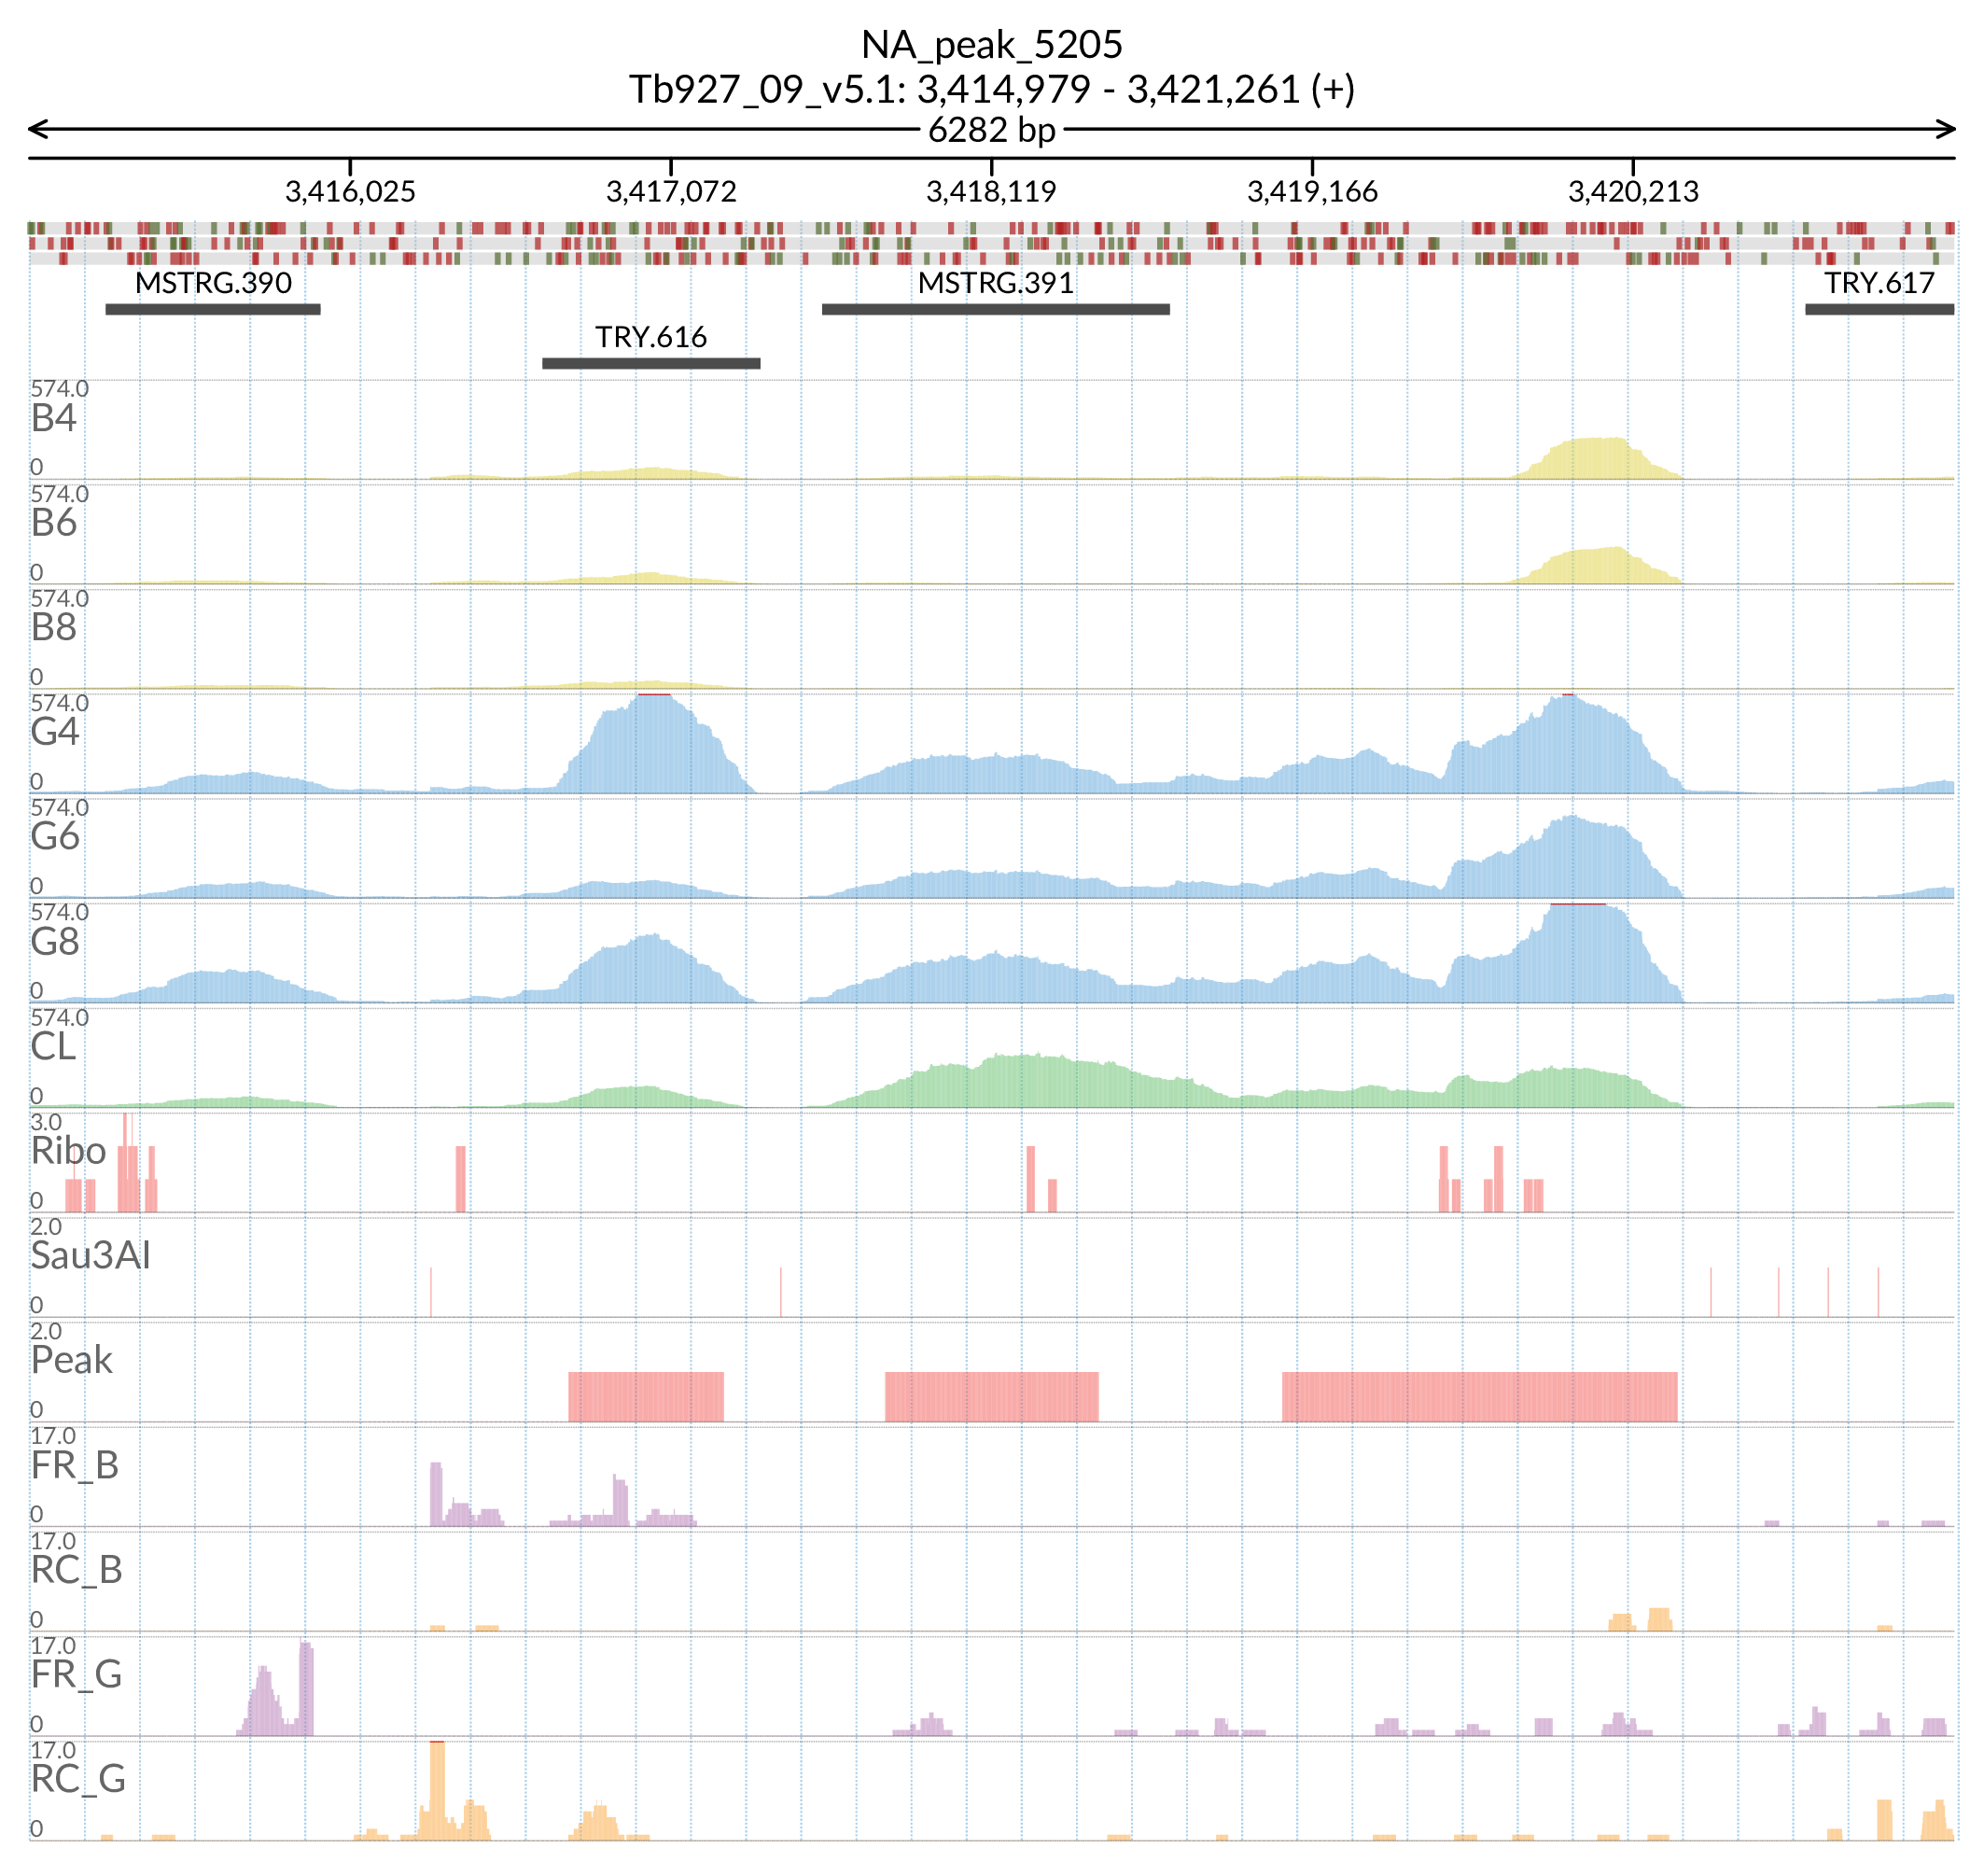 NA_peak_5205
Tb927_09_v5.1: 3,414,979 - 3,421,261 (+)
6282 bp
3,416,025 3,417,072 3,418,119 3,419,166 3,420,213
MSTRG.390 MSTRG.391 TRY.617
TRY.616
574.0
B4
0
574.0
B6
0
574.0
B8
0
574.0
G4
0
574.0
G6
0
574.0
G8
0
574.0
CL
0
3.0
Ribo
0
2.0
Sau3AI
0
2.0
Peak
0
17.0
FR_B
0
17.0
RC_B
0
17.0
FR_G
0
17.0
RC_G
0